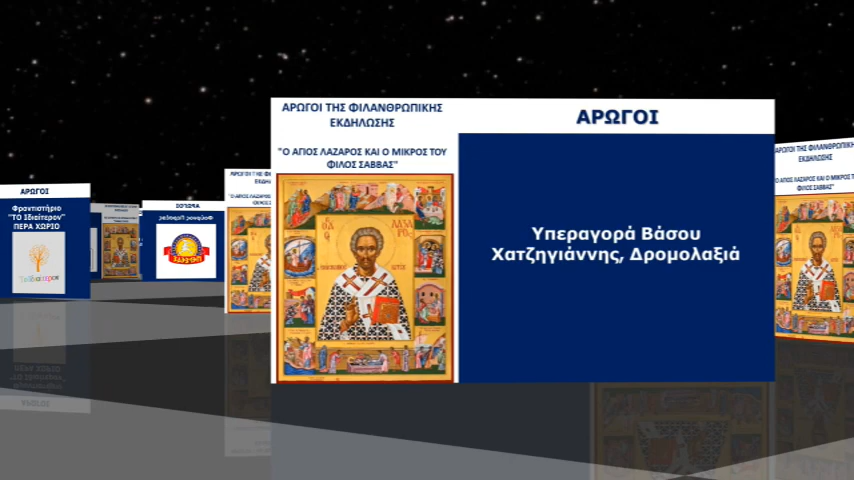 ΑΡΩΓΟΙ ΤΗΣ ΦΙΛΑΝΘΡΩΠΙΚΗΣ
ΕΚΔΗΛΩΣΗΣ
"Ο ΑΓΙΟΣ ΛΑΖΑΡΟΣ ΚΑΙ Ο ΜΙΚΡΟΣ ΤΟΥ
ΦΙΛΟΣ ΣΑΒΒΑΣ"
ΑΡΩΓΟΙ
Υπεραγορά Βάσου
Χατζηγιάννης, Δρομολαξιά
ΑΡΩΓΟΙ
Φροντιστήριο
"ΤΟ Ιδιαίτερον"
ΠΕΡΑ ΧΩΡΙΟ
ΑΡΩΓΟΙ ΤΗΣ ΦΙΛΑΝΘΡΩΠΙΚΗΣ
ΕΚΔΗΛΩΣΗΣ
Ο ΑΓΙΟΣ ΛΑΖΑΡΟΣ ΚΑΙ Ο ΜΙΚΡΟΣ ΤΟΥ
ΦΙΛΟΣ ΣΑΒΒΑΣ"